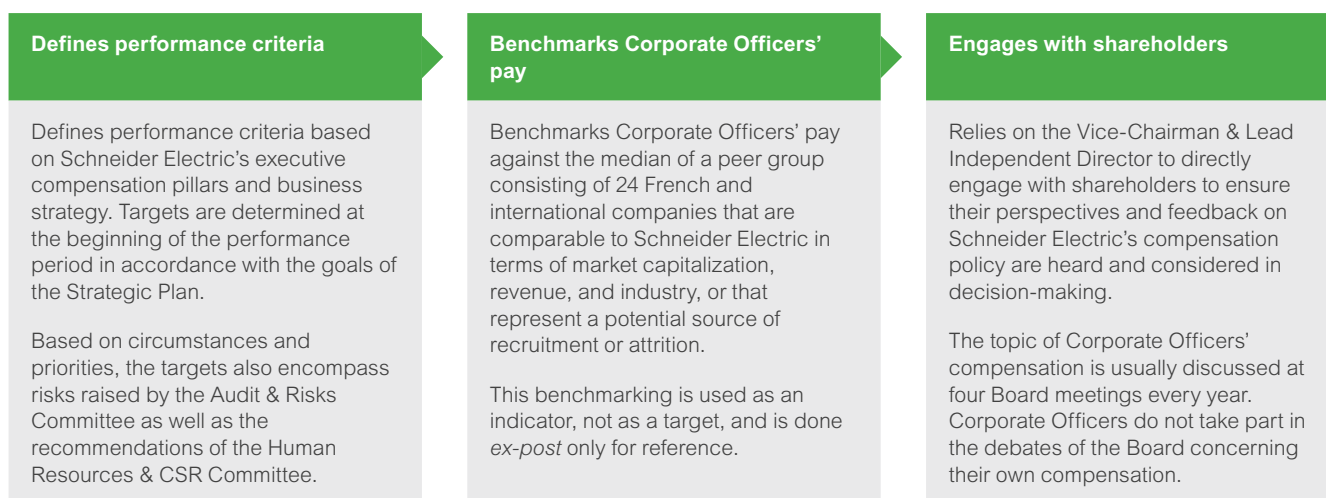 Defines performance criteria
Defines performance criteria based
on Schneider Electric’s executive
compensation pillars and business
strategy. Targets are determined at
the beginning of the performance
period in accordance with the goals of
the Strategic Plan.
Based on circumstances and
priorities, the targets also encompass
risks raised by the Audit & Risks
Committee as well as the
recommendations of the Human
Resources & CSR Committee.
Benchmarks Corporate Officers’
pay
Benchmarks Corporate Officers’ pay
against the median of a peer group
consisting of 24 French and
international companies that are
comparable to Schneider Electric in
terms of market capitalization,
revenue, and industry, or that
represent a potential source of
recruitment or attrition.
This benchmarking is used as an
indicator, not as a target, and is done
ex-post only for reference.
Engages with shareholders
Relies on the Vice-Chairman & Lead
Independent Director to directly
engage with shareholders to ensure
their perspectives and feedback on
Schneider Electric’s compensation
policy are heard and considered in
decision-making.
The topic of Corporate Officers’
compensation is usually discussed at
four Board meetings every year.
Corporate Officers do not take part in
the debates of the Board concerning
their own compensation.